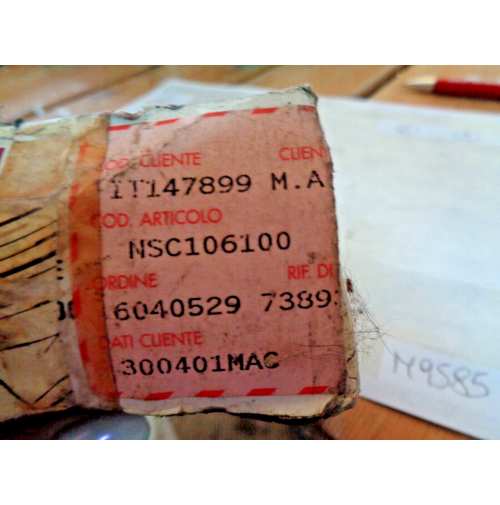 COD. CLIENTE CLIEN
IT147899 M.A
COD. ARTICOLO
NSC106100
ORDINE RIF. DI
6040529 7389
DATI CLIENTE
300401MAC
M9585